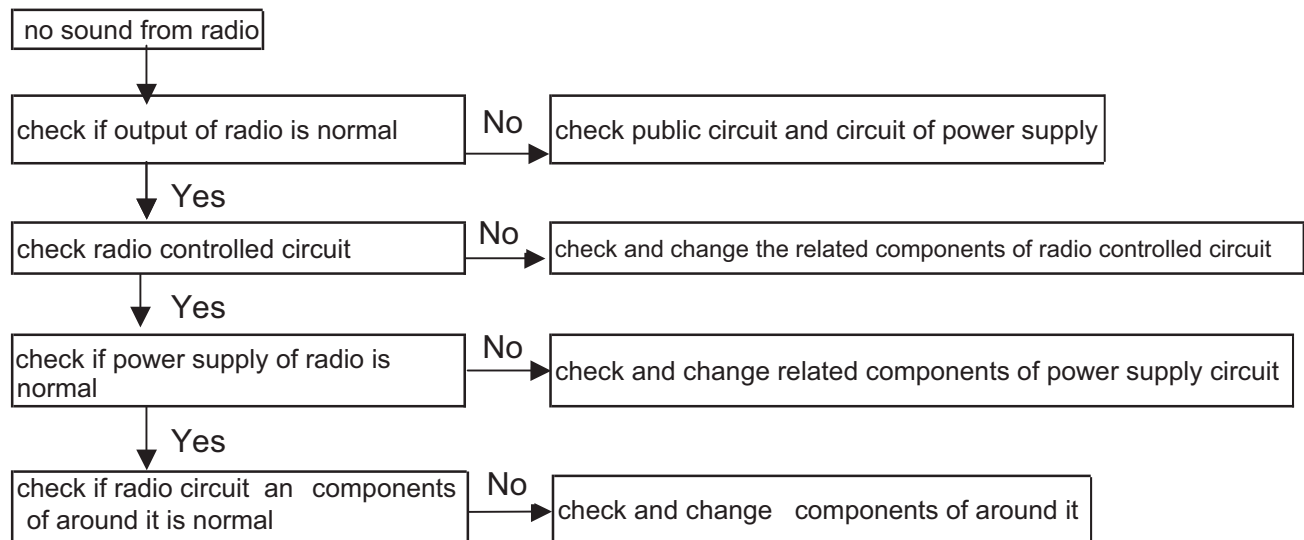 no sound from radio
check if output of radio is normal
No
check public circuit and circuit of power supply
Yes
check radio controlled circuit
No
check and change the related components of radio controlled circuit
Yes
check if power supply of radio is
normal
No
check and change related components of power supply circuit
Yes
check if radio circuit an components
of around it is normal
No
check and change components of around it